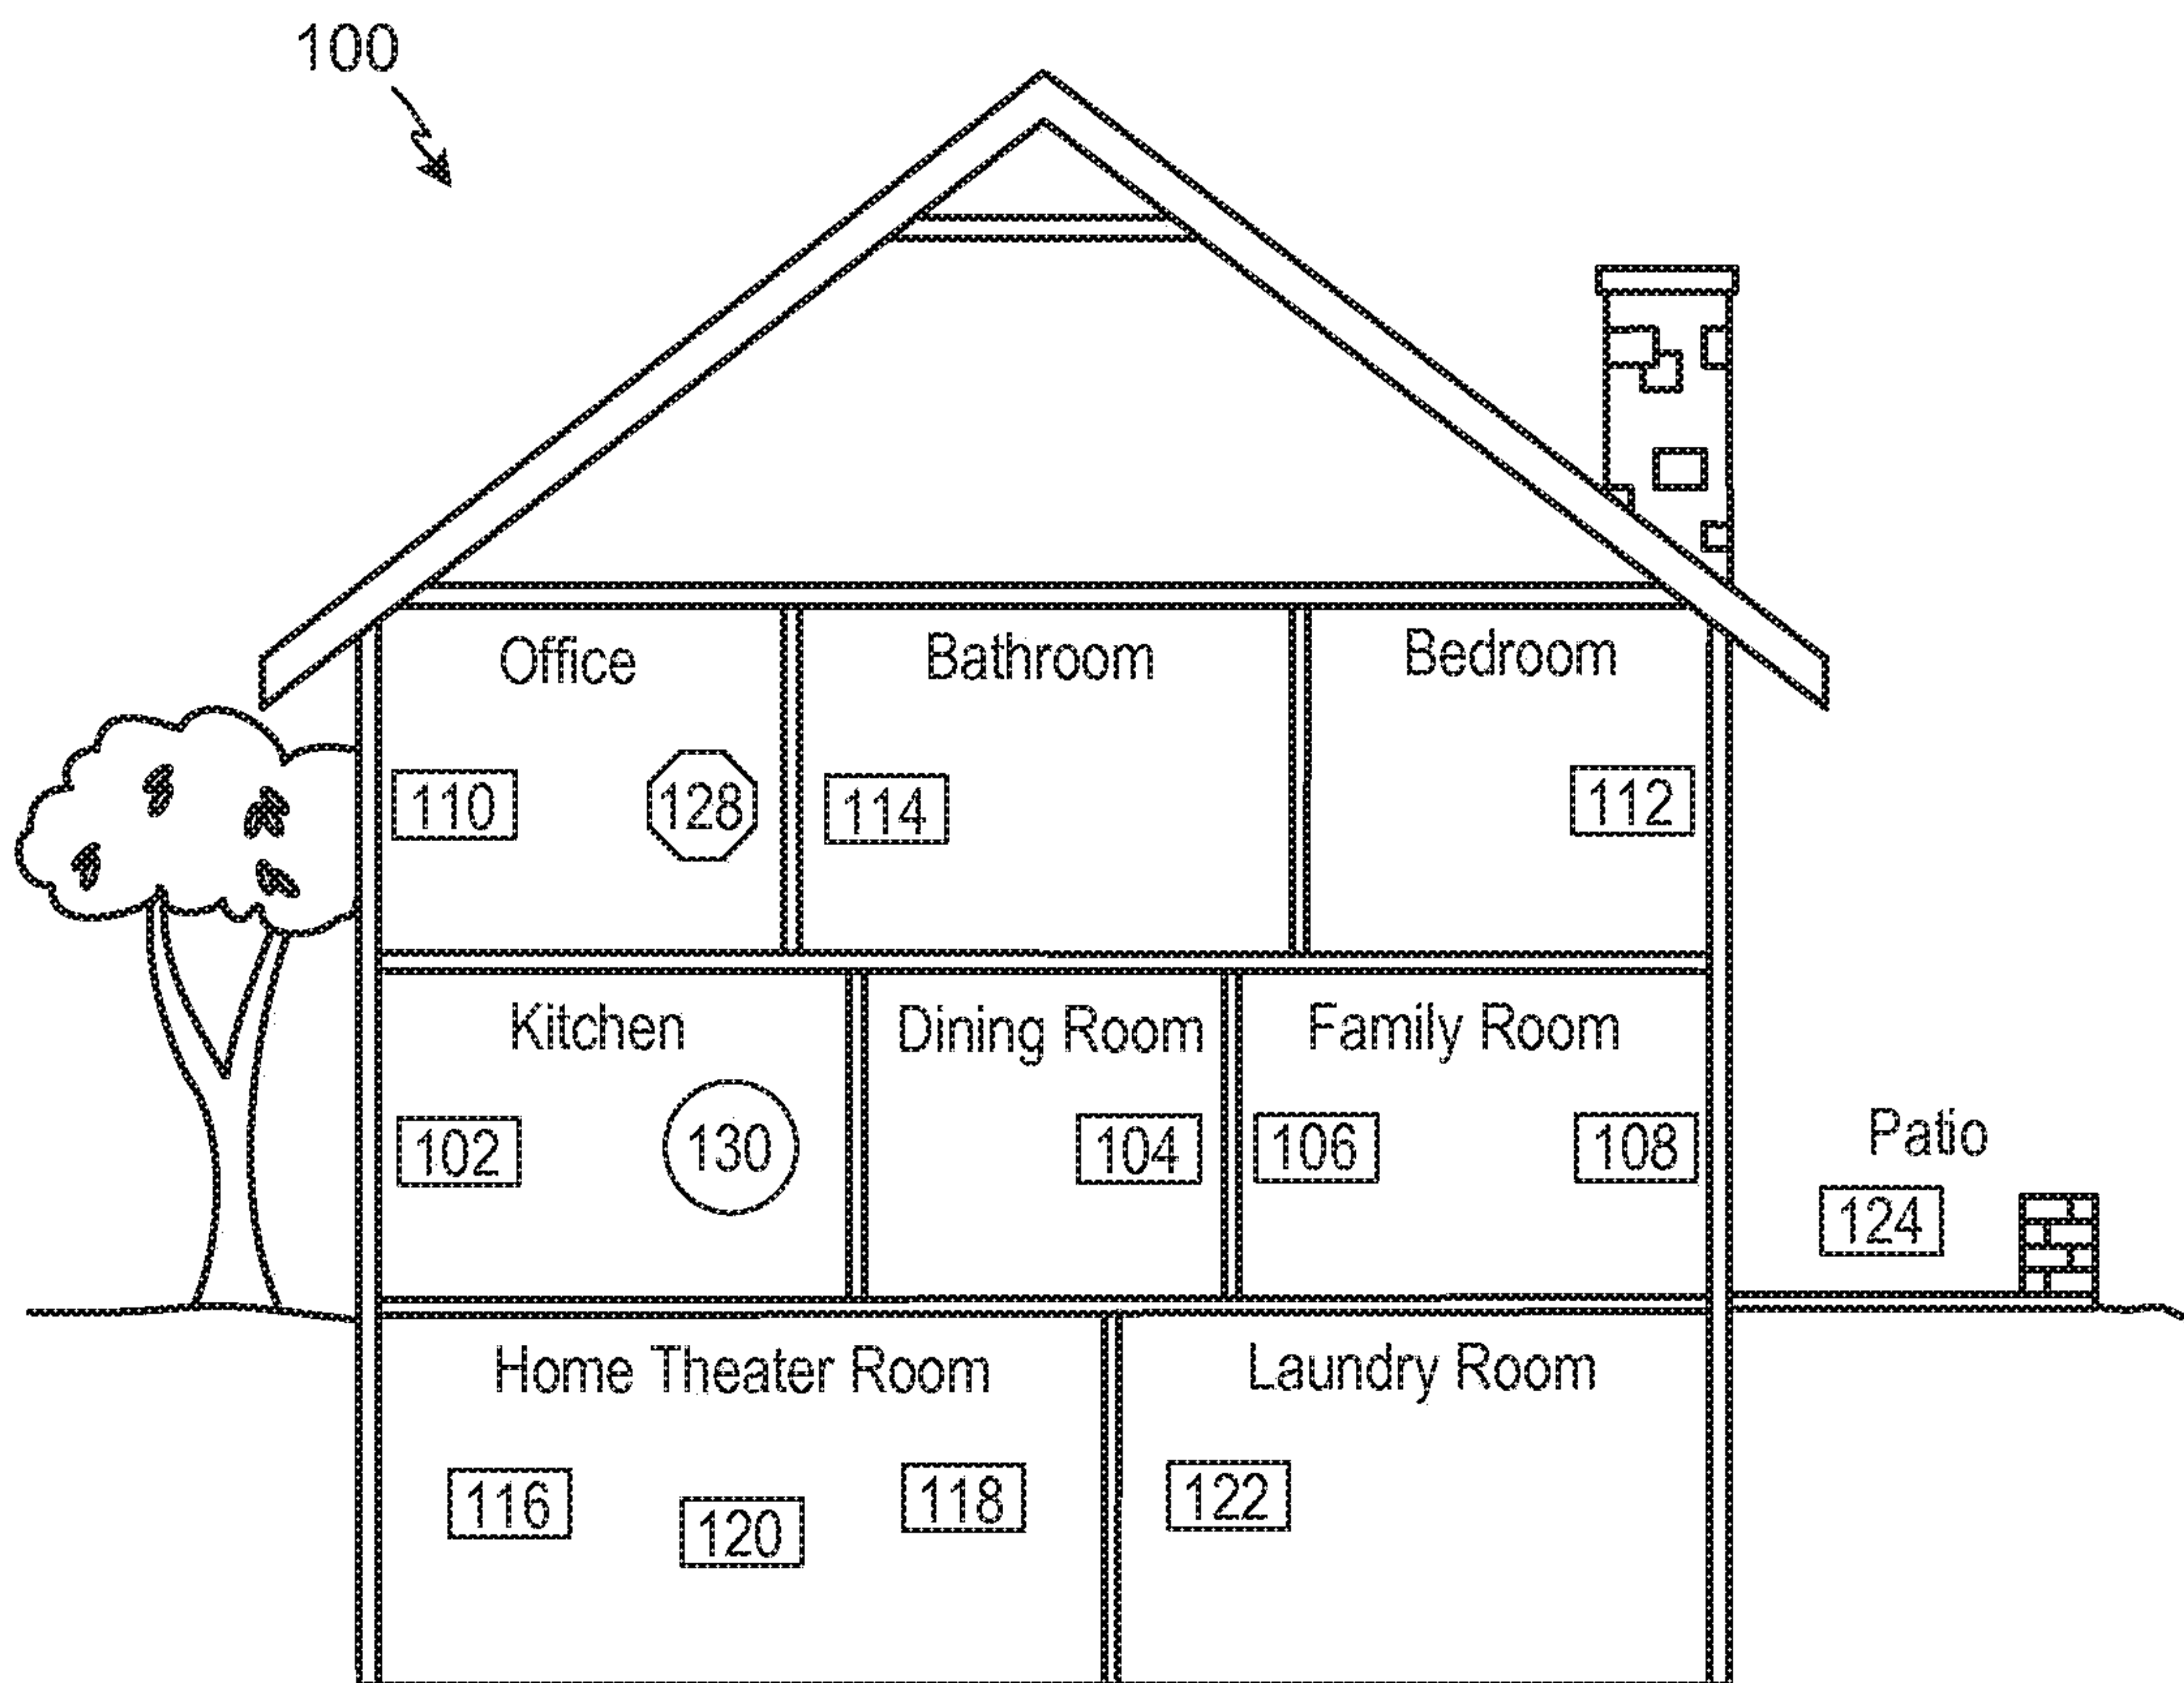 100
Office
Bathroom
Bedroom
110
128
114
112
Kitchen
Dining Room
Family Room
102
130
104
106
108
Patio
124
Home Theater Room
Laundry Room
116
120
118
122